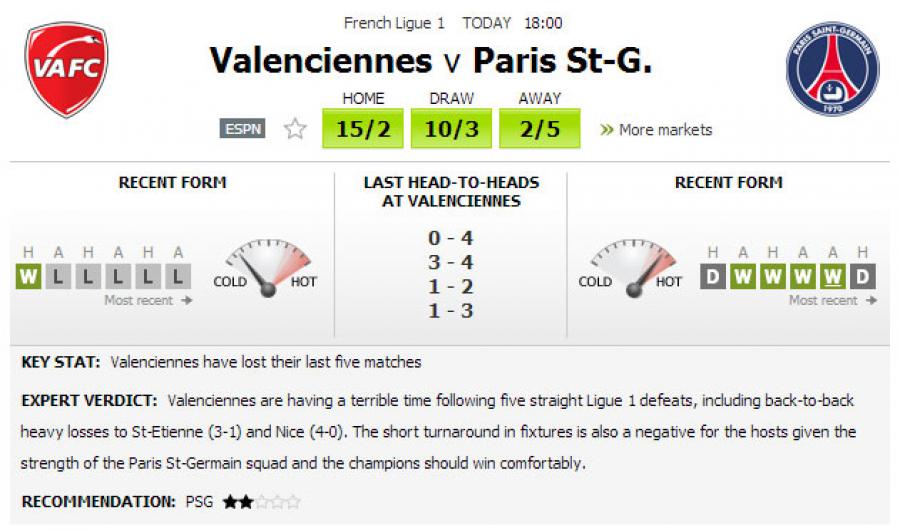 VAFC
French Ligue 1 TODAY 18:00
Valenciennes v Paris St-G.
PARIS SAINT-GERMAIN
1970
HOME DRAW AWAY
ESPN 15/2 10/3 2/5 » More markets
RECENT FORM
H A H A H A
W L L L L L
Most recent →
COLD HOT
LAST HEAD-TO-HEADS
AT VALENCIENNES
0 - 4
3 - 4
1 - 2
1 - 3
RECENT FORM
COLD HOT
H A H A A H
D W W W W D
Most recent →
KEY STAT: Valenciennes have lost their last five matches
EXPERT VERDICT: Valenciennes are having a terrible time following five straight Ligue 1 defeats, including back-to-back
heavy losses to St-Etienne (3-1) and Nice (4-0). The short turnaround in fixtures is also a negative for the hosts given the
strength of the Paris St-Germain squad and the champions should win comfortably.
RECOMMENDATION: PSG ★★☆☆☆